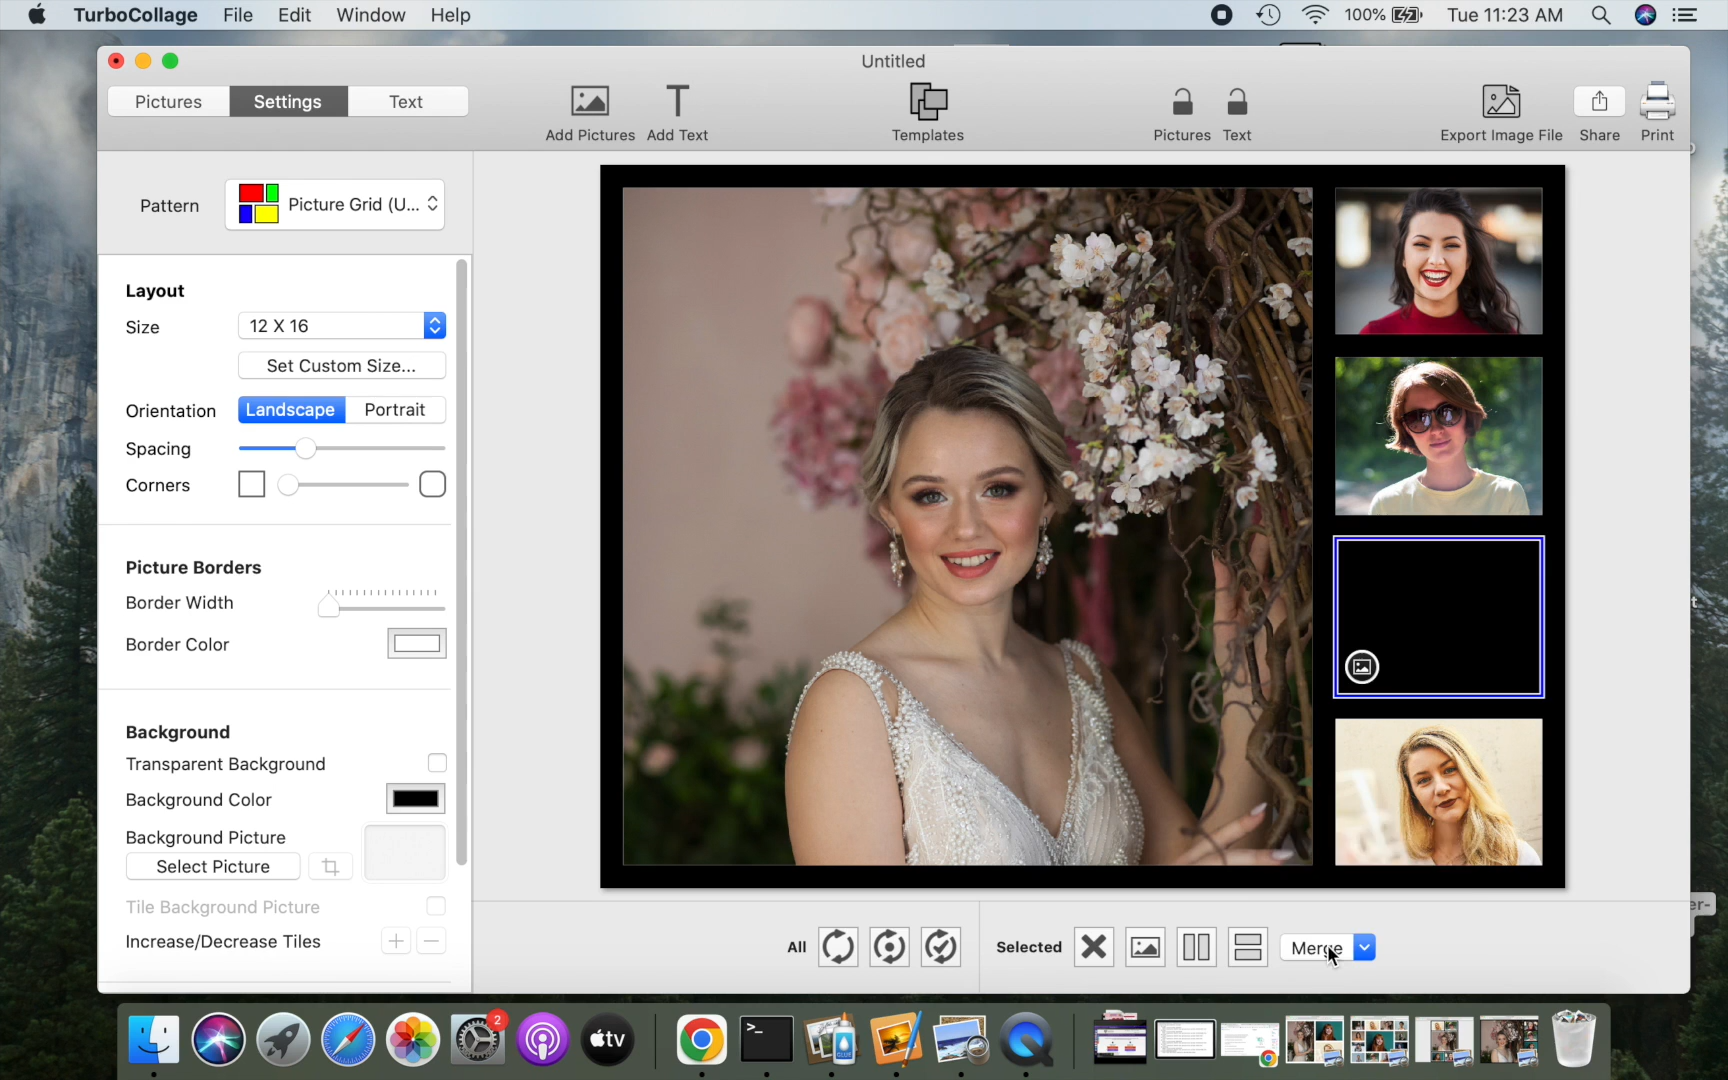 TurboCollage File Edit Window Help 100% Tue 11:23 AM
Untitled
Pictures Settings Text
Add Pictures Add Text Templates Pictures Text Export Image File Share Print
Pattern Picture Grid (U...
Layout
Size 12 X 16
Set Custom Size...
Orientation Landscape Portrait
Spacing
Corners
Picture Borders
Border Width
Border Color
Background
Transparent Background
Background Color
Background Picture
Select Picture
Tile Background Picture
Increase/Decrease Tiles
All Selected Merge
2
tv
GLUE